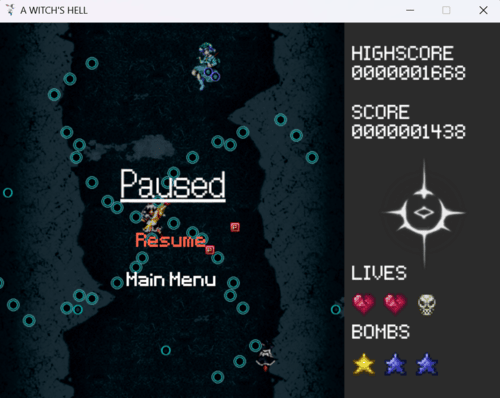 A WITCH'S HELL
HIGHSCORE
0000001668
SCORE
0000001438
Paused
Resume
Main Menu
LIVES
BOMBS
P
P